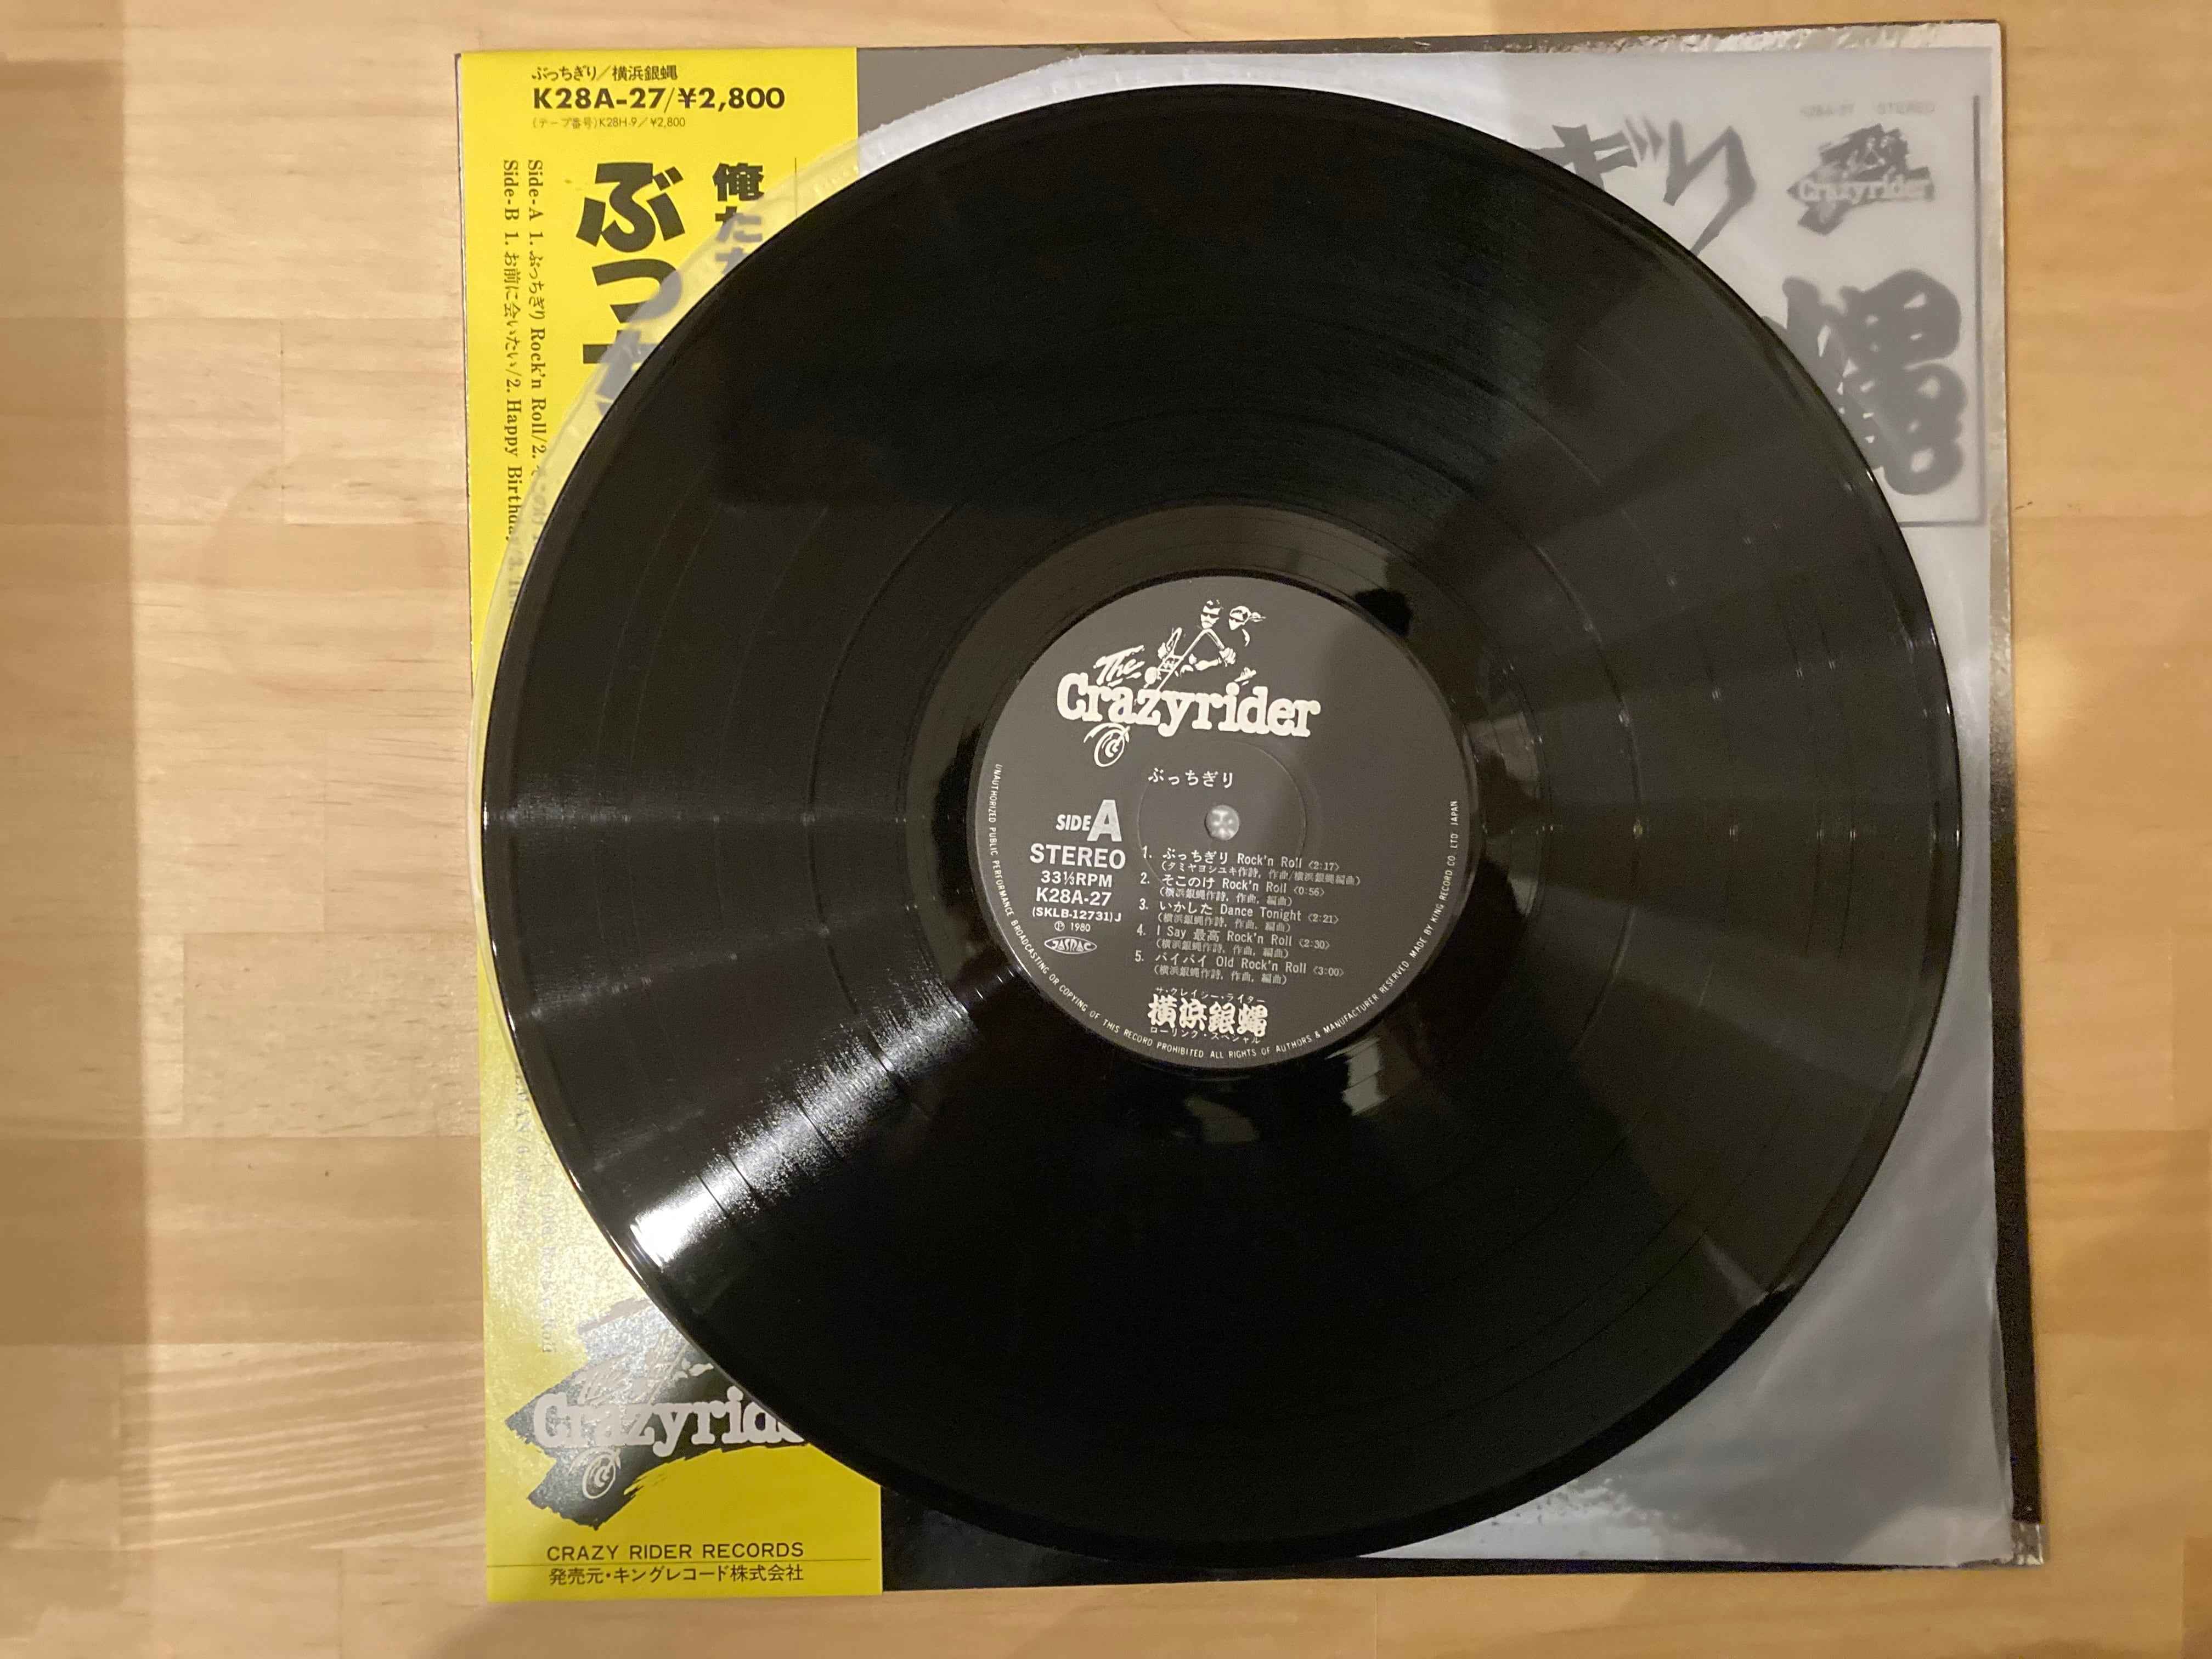 ぶっちぎり/横浜銀蝿
K28A-27/¥2,800
(テープ番号)K28H-9/¥2,800
俺た
ぶっち
Side-A 1. ぶっちぎり Rock'n Roll/2. そこのけ
Side-B 1. お前に会いたい/2. Happy Birthday/3.
Crazyride
CRAZY RIDER RECORDS
発売元・キングレコード株式会社
ぎり
Crazyrider
蝿
The
Crazyrider
ぶっちぎり
SIDE A
STEREO
33⅓RPM
K28A-27
(SKLB-12731)J
Ⓟ 1980
JASRAC
1. ぶっちぎり Rock'n Roll 〈2:17〉
(タミヤヨシユキ作詩, 作曲/横浜銀蝿編曲)
2. そこのけ Rock'n Roll 〈0:56〉
(横浜銀蝿作詩, 作曲, 編曲)
3. いかした Dance Tonight 〈2:21〉
(横浜銀蝿作詩, 作曲, 編曲)
4. I Say 最高 Rock'n Roll 〈2:30〉
(横浜銀蝿作詩, 作曲, 編曲)
5. バイバイ Old Rock'n Roll 〈3:00〉
(横浜銀蝿作詩, 作曲, 編曲)
ザ・クレイジー・ライダー
横浜銀蝿
ローリング・スペシャル
UNAUTHORIZED PUBLIC PERFORMANCE BROADCASTING OR COPYING OF THIS RECORD PROHIBITED ALL RIGHTS OF AUTHORS & MANUFACTURER RESERVED MADE BY KING RECORD CO. LTD JAPAN